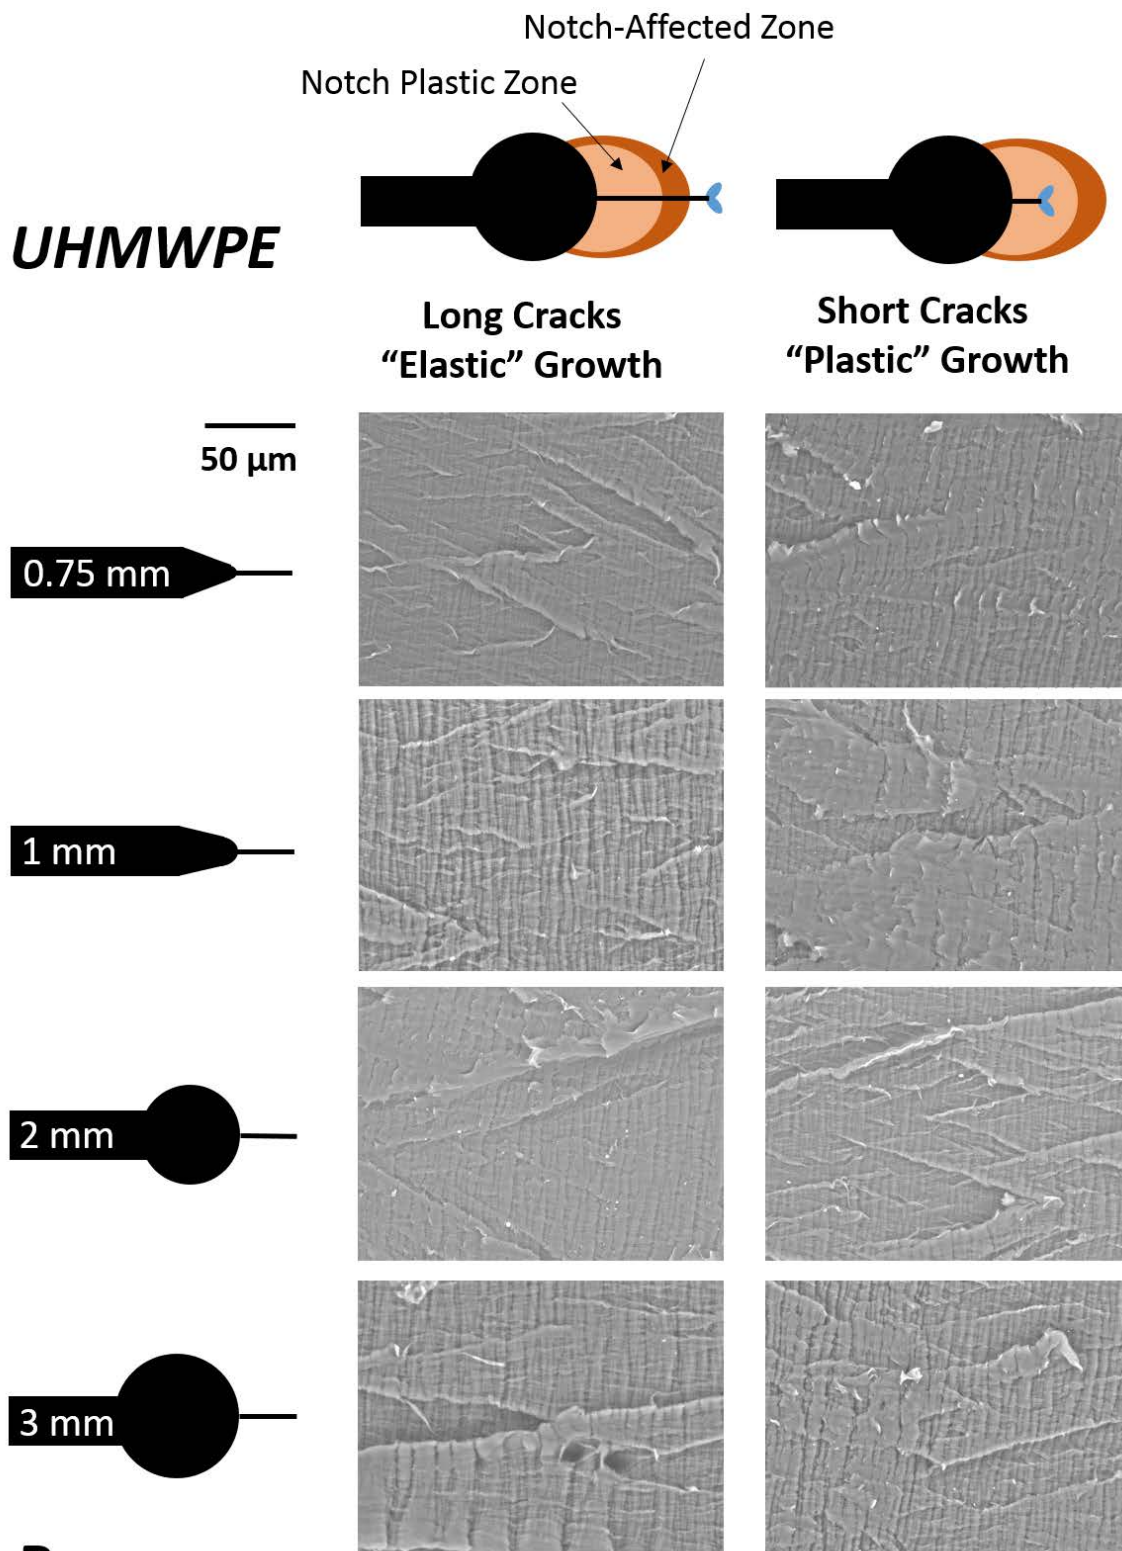 Notch-Affected Zone
Notch Plastic Zone
UHMWPE
Long Cracks
“Elastic” Growth
Short Cracks
“Plastic” Growth
50 µm
0.75 mm
1 mm
2 mm
3 mm